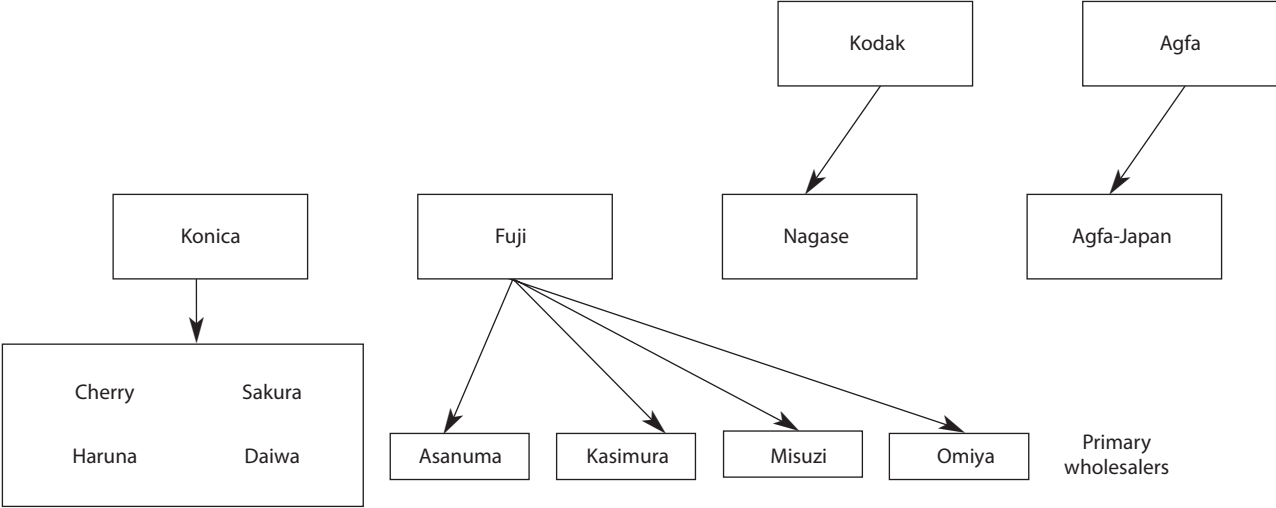 Kodak
Agfa
Konica
Fuji
Nagase
Agfa-Japan
Cherry
Sakura
Haruna
Daiwa
Asanuma
Kasimura
Misuzi
Omiya
Primary
wholesalers